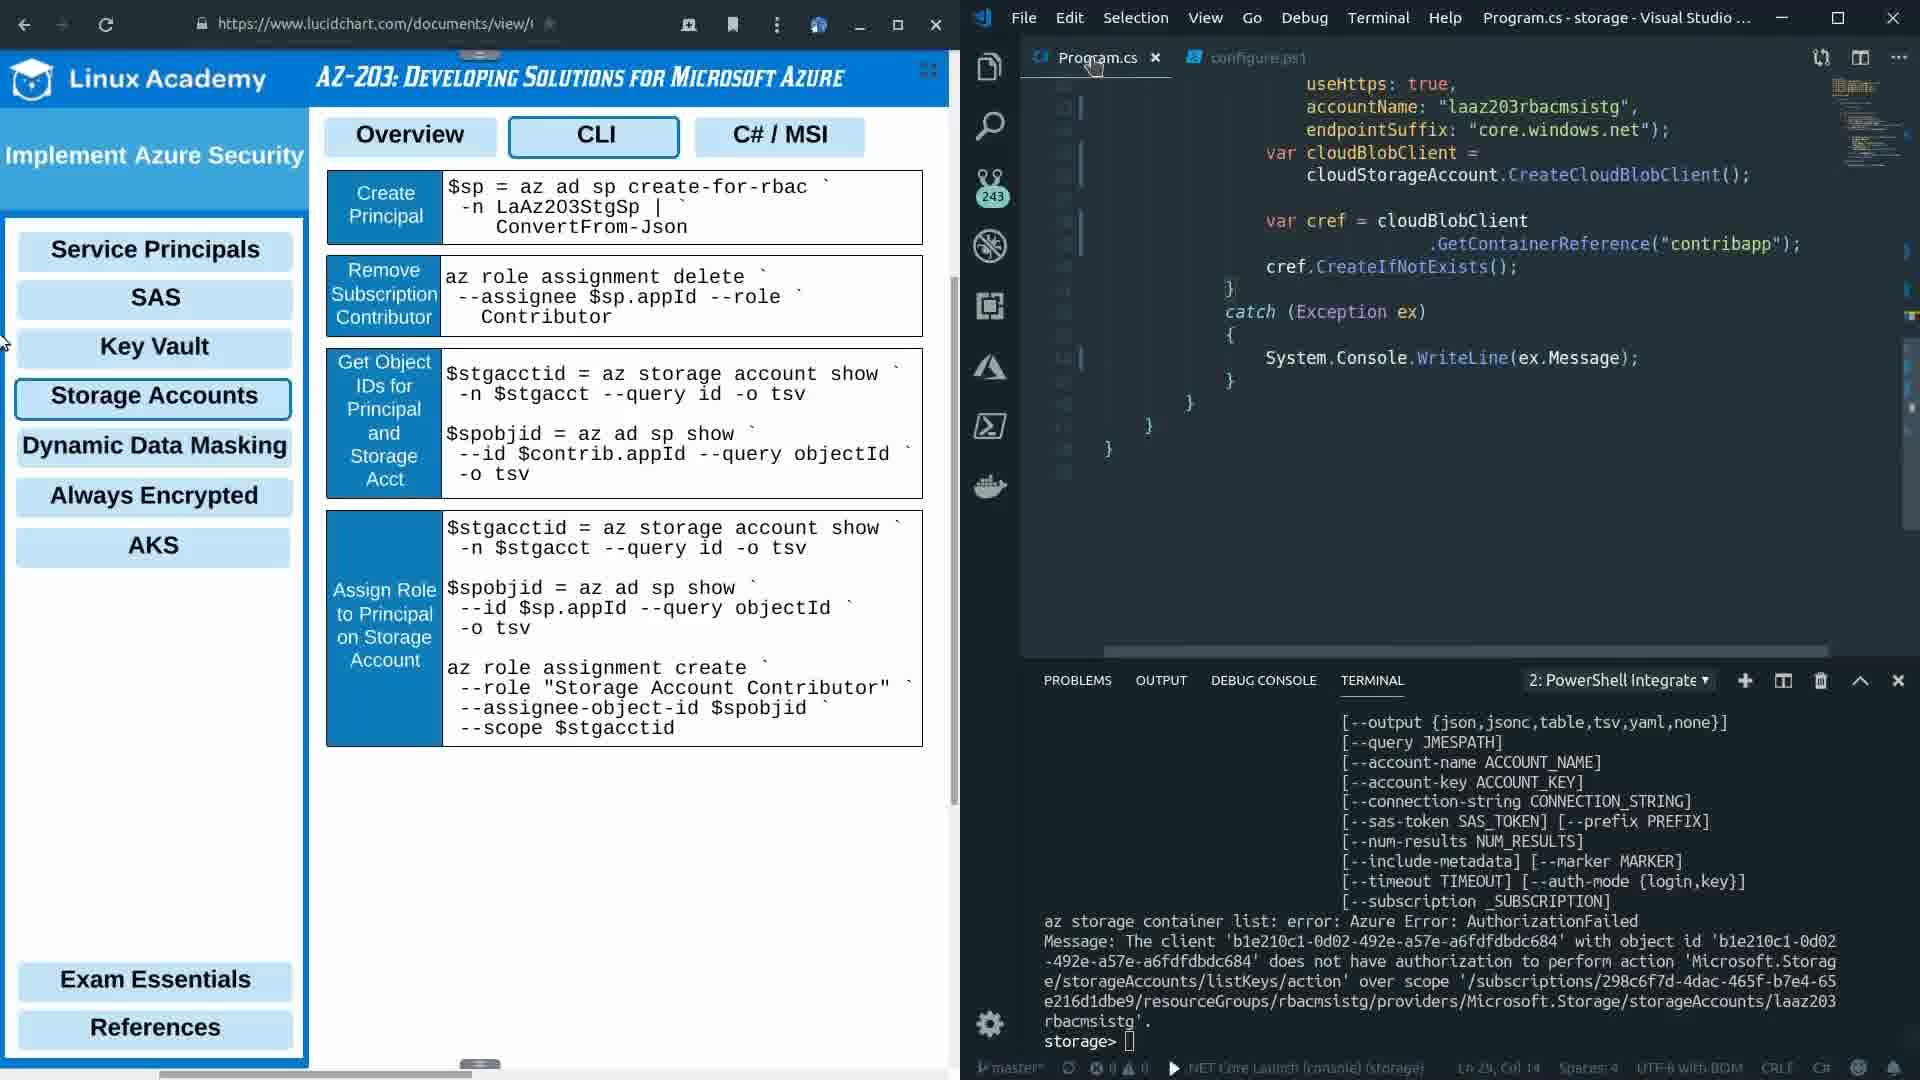 https://www.lucidchart.com/documents/view/
Linux Academy
AZ-203: Developing Solutions for Microsoft Azure
Implement Azure Security
Service Principals
SAS
Key Vault
Storage Accounts
Dynamic Data Masking
Always Encrypted
AKS
Exam Essentials
References
Overview
CLI
C# / MSI
Create
Principal
$sp = az ad sp create-for-rbac `
-n LaAz203StgSp | `
ConvertFrom-Json
Remove
Subscription
Contributor
az role assignment delete `
--assignee $sp.appId --role `
Contributor
Get Object
IDs for
Principal
and
Storage
Acct
$stgacctid = az storage account show `
-n $stgacct --query id -o tsv
$spobjid = az ad sp show `
--id $contrib.appId --query objectId `
-o tsv
Assign Role
to Principal
on Storage
Account
$stgacctid = az storage account show `
-n $stgacct --query id -o tsv
$spobjid = az ad sp show `
--id $sp.appId --query objectId `
-o tsv
az role assignment create `
--role "Storage Account Contributor" `
--assignee-object-id $spobjid `
--scope $stgacctid
File Edit Selection View Go Debug Terminal Help Program.cs - storage - Visual Studio ...
Program.cs
configure.ps1
243
useHttps: true,
accountName: "laaz203rbacmsistg",
endpointSuffix: "core.windows.net");
var cloudBlobClient =
cloudStorageAccount.CreateCloudBlobClient();
var cref = cloudBlobClient
.GetContainerReference("contribapp");
cref.CreateIfNotExists();
}
catch (Exception ex)
{
System.Console.WriteLine(ex.Message);
}
}
}
}
PROBLEMS OUTPUT DEBUG CONSOLE TERMINAL 2: PowerShell Integrate
[--output {json,jsonc,table,tsv,yaml,none}]
[--query JMESPATH]
[--account-name ACCOUNT_NAME]
[--account-key ACCOUNT_KEY]
[--connection-string CONNECTION_STRING]
[--sas-token SAS_TOKEN] [--prefix PREFIX]
[--num-results NUM_RESULTS]
[--include-metadata] [--marker MARKER]
[--timeout TIMEOUT] [--auth-mode {login,key}]
[--subscription _SUBSCRIPTION]
az storage container list: error: Azure Error: AuthorizationFailed
Message: The client 'b1e210c1-0d02-492e-a57e-a6fdfdbdc684' with object id 'b1e210c1-0d02
-492e-a57e-a6fdfdbdc684' does not have authorization to perform action 'Microsoft.Storag
e/storageAccounts/listKeys/action' over scope '/subscriptions/298c6f7d-4dac-465f-b7e4-65
e216d1dbe9/resourceGroups/rbacmsistg/providers/Microsoft.Storage/storageAccounts/laaz203
rbacmsistg'.
storage>
master* 0 0 .NET Core Launch (console) (storage) Ln 29, Col 14 Spaces: 4 UTF-8 with BOM CRLF C#